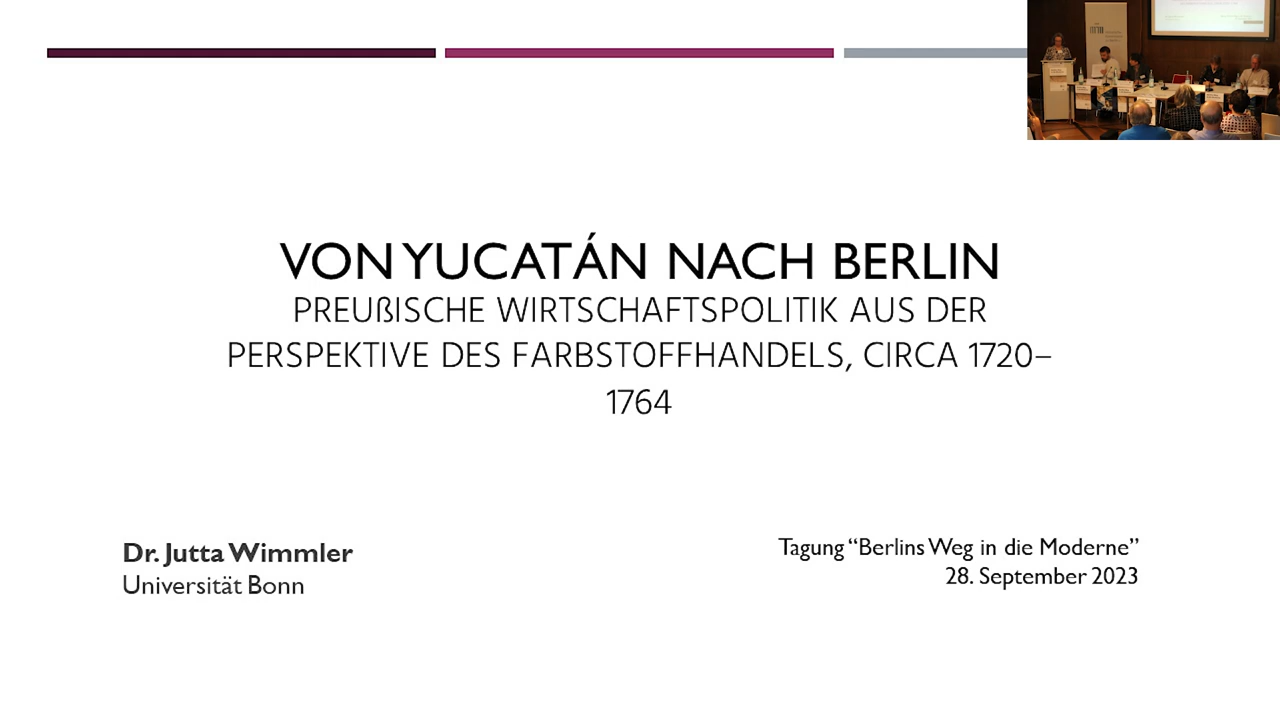 VON YUCATÁN NACH BERLIN
PREUßISCHE WIRTSCHAFTSPOLITIK AUS DER
PERSPEKTIVE DES FARBSTOFFHANDELS, CIRCA 1720–
1764
Dr. Jutta Wimmler
Universität Bonn
Tagung “Berlins Weg in die Moderne”
28. September 2023